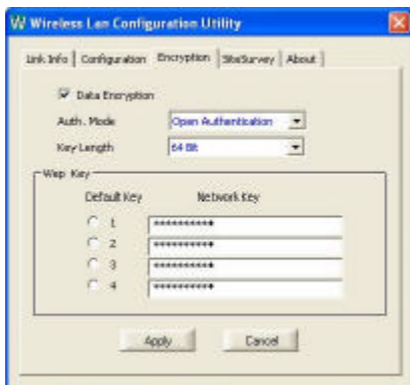 W Wireless Lan Configuration Utility
Link Info Configuration Encryption SiteSurvey About
Data Encryption
Auth. Mode Open Authentication
Key Length 64 Bit
Wep Key
Default Key Network Key
1 **********
2 **********
3 **********
4 **********
Apply Cancel